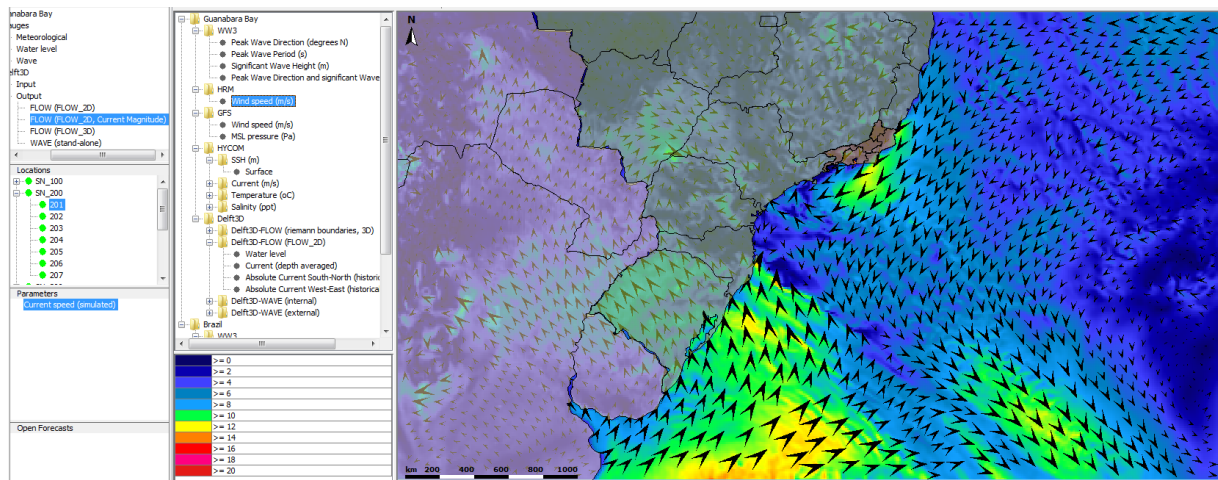 anabara Bay
auges
Meteorological
Water level
Wave
elft3D
Input
Output
FLOW (FLOW_2D)
FLOW (FLOW_2D, Current Magnitude)
FLOW (FLOW_3D)
WAVE (stand-alone)
Locations
SN_100
SN_200
201
202
203
204
205
206
207
Parameters
Current speed (simulated)
Open Forecasts
Guanabara Bay
WW3
Peak Wave Direction (degrees N)
Peak Wave Period (s)
Significant Wave Height (m)
Peak Wave Direction and significant Wave
HRM
Wind speed (m/s)
GFS
Wind speed (m/s)
MSL pressure (Pa)
HYCOM
SSH (m)
Surface
Current (m/s)
Temperature (oC)
Salinity (ppt)
Delft3D
Delft3D-FLOW (riemann boundaries, 3D)
Delft3D-FLOW (FLOW_2D)
Water level
Current (depth averaged)
Absolute Current South-North (historic
Absolute Current West-East (historica
Delft3D-WAVE (internal)
Delft3D-WAVE (external)
Brazil
WW3
>= 0
>= 2
>= 4
>= 6
>= 8
>= 10
>= 12
>= 14
>= 16
>= 18
>= 20
N
km 200 400 600 800 1000